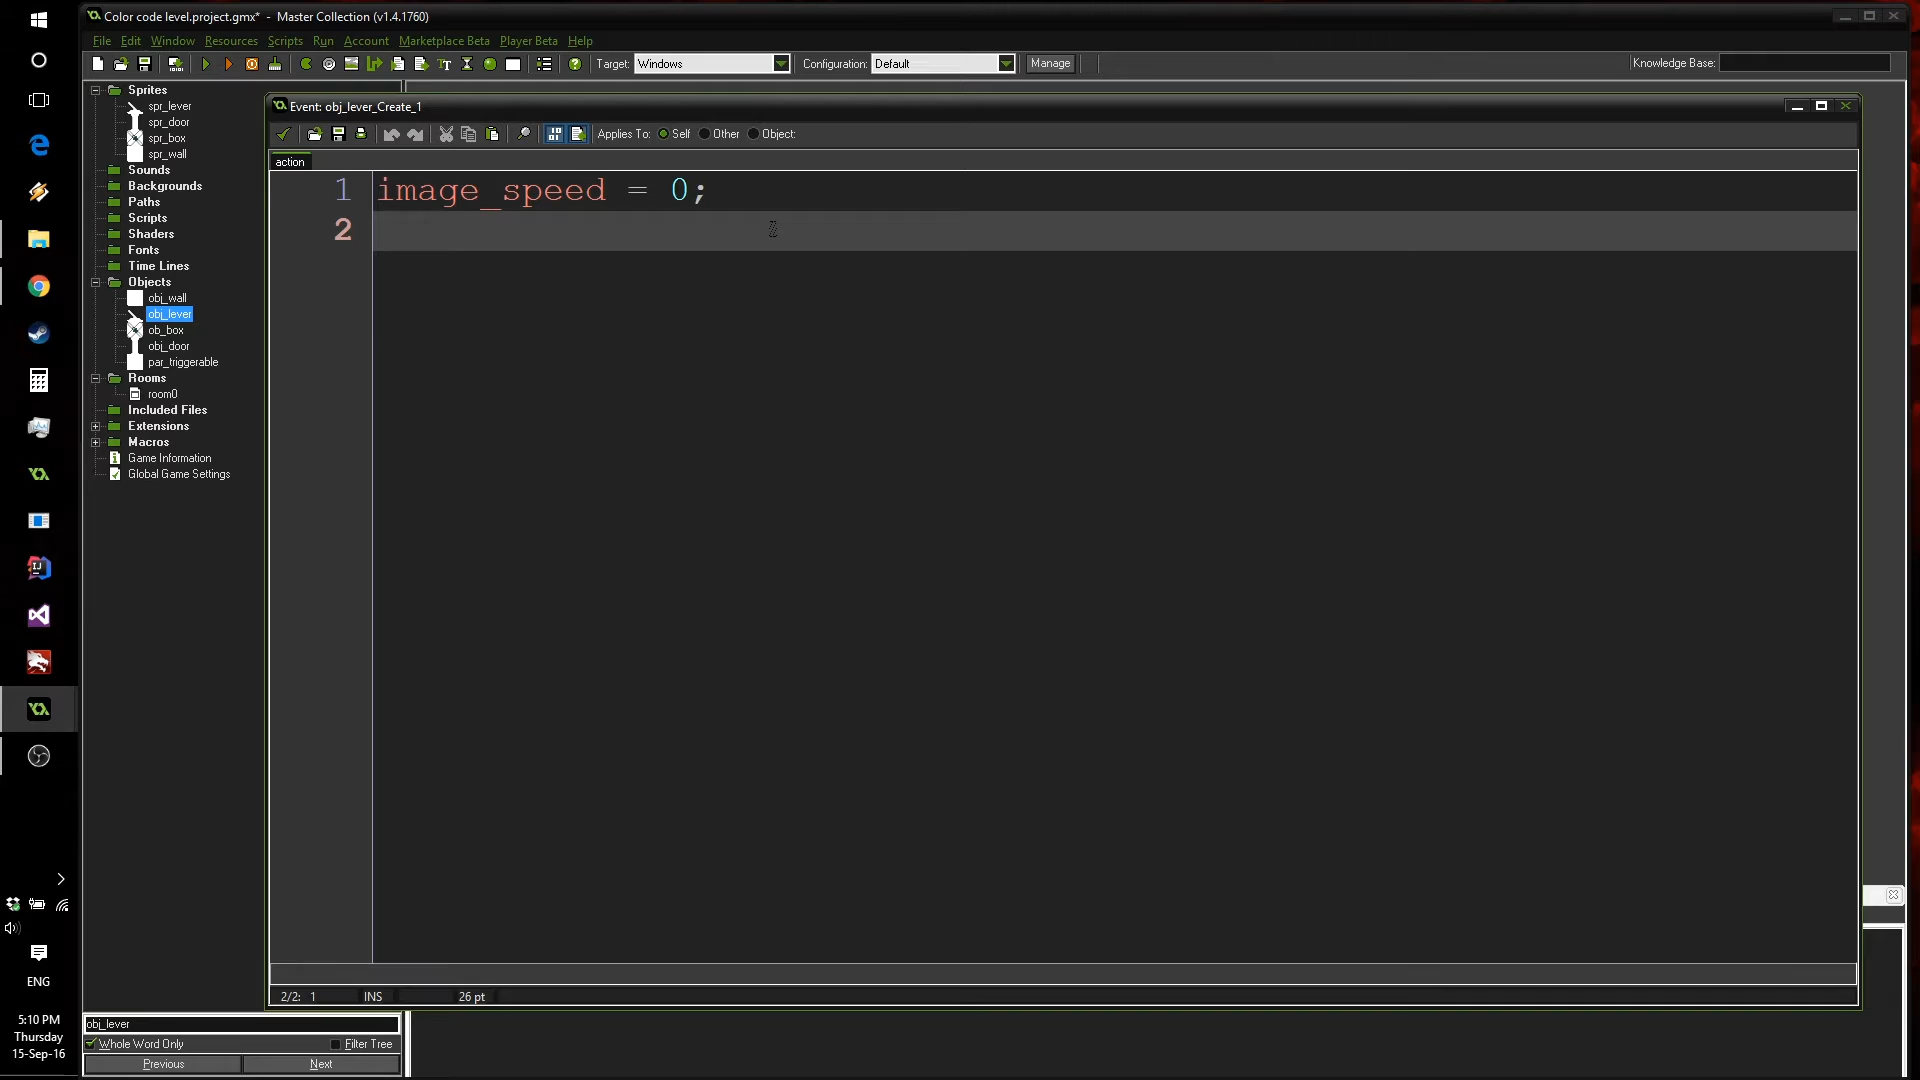 Color code level.project.gmx* - Master Collection (v1.4.1760)
File Edit Window Resources Scripts Run Account Marketplace Beta Player Beta Help
Target: Windows Configuration: Default Manage Knowledge Base:
Sprites
spr_lever
spr_door
spr_box
spr_wall
Sounds
Backgrounds
Paths
Scripts
Shaders
Fonts
Time Lines
Objects
obj_wall
obj_lever
ob_box
obj_door
par_triggerable
Rooms
room0
Included Files
Extensions
Macros
Game Information
Global Game Settings
Event: obj_lever_Create_1
Applies To: Self Other Object:
action
1 image_speed = 0;
2
2/2: 1 INS 26 pt
obj_lever
Whole Word Only Filter Tree
Previous Next
ENG
5:10 PM
Thursday
15-Sep-16